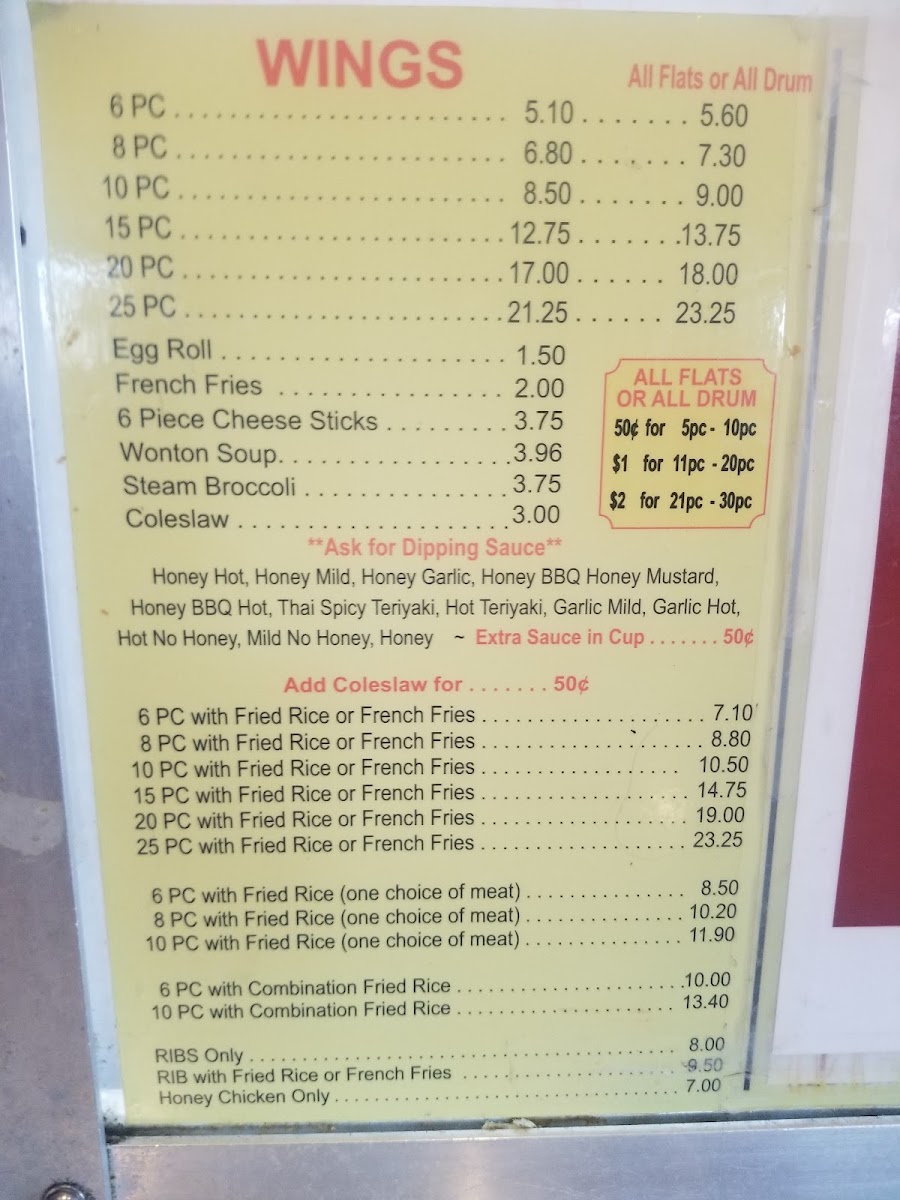 WINGS
All Flats or All Drum
6 PC ........................ 5.10 ....... 5.60
8 PC ........................ 6.80 ....... 7.30
10 PC ....................... 8.50 ....... 9.00
15 PC .......................12.75 .......13.75
20 PC ....................... 17.00 ...... 18.00
25 PC .......................21.25 ...... 23.25
Egg Roll .................... 1.50
French Fries ................ 2.00
6 Piece Cheese Sticks ......... 3.75
Wonton Soup.................3.96
Steam Broccoli ............... 3.75
Coleslaw .................... 3.00
ALL FLATS
OR ALL DRUM
50¢ for 5pc - 10pc
$1 for 11pc - 20pc
$2 for 21pc - 30pc
**Ask for Dipping Sauce**
Honey Hot, Honey Mild, Honey Garlic, Honey BBQ Honey Mustard,
Honey BBQ Hot, Thai Spicy Teriyaki, Hot Teriyaki, Garlic Mild, Garlic Hot,
Hot No Honey, Mild No Honey, Honey ~ Extra Sauce in Cup ....... 50¢
Add Coleslaw for ....... 50¢
6 PC with Fried Rice or French Fries ..................... 7.10
8 PC with Fried Rice or French Fries ..................... 8.80
10 PC with Fried Rice or French Fries ................... 10.50
15 PC with Fried Rice or French Fries ................... 14.75
20 PC with Fried Rice or French Fries ................... 19.00
25 PC with Fried Rice or French Fries ................... 23.25
6 PC with Fried Rice (one choice of meat) ............... 8.50
8 PC with Fried Rice (one choice of meat) ............... 10.20
10 PC with Fried Rice (one choice of meat) ............... 11.90
6 PC with Combination Fried Rice ......................10.00
10 PC with Combination Fried Rice ..................... 13.40
RIBS Only ........................................ 8.00
RIB with Fried Rice or French Fries ..................... 9.50
Honey Chicken Only ................................. 7.00